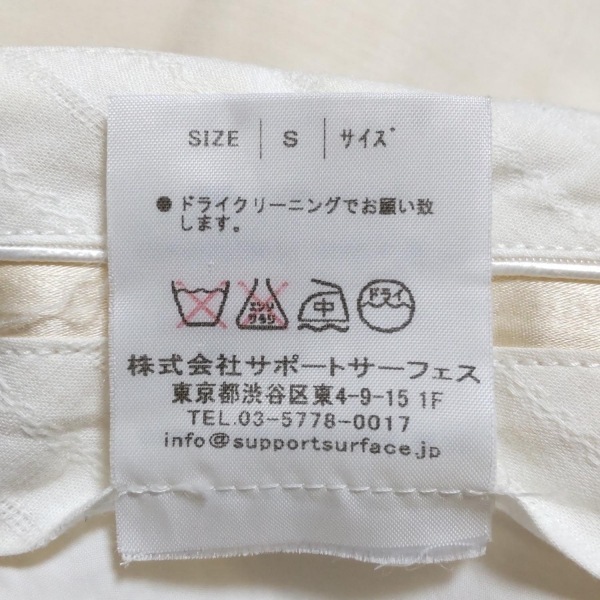 SIZE | S | サイズ
●ドライクリーニングでお願い致
します。
エンソ
サラシ 中 ドライ
株式会社サポートサーフェス
東京都渋谷区東4-9-15 1F
TEL.03-5778-0017
info@supportsurface.jp